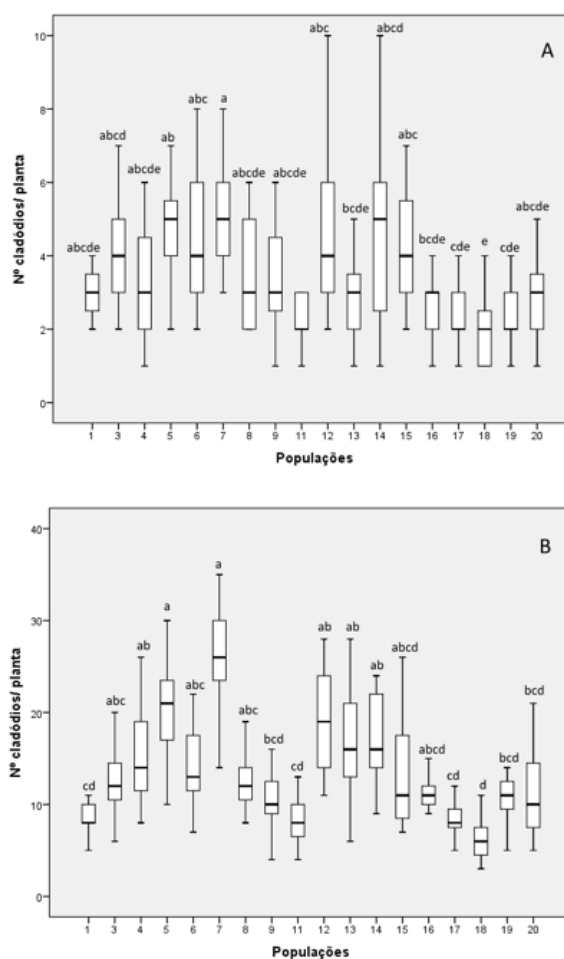 A
Nº cladódios/ planta
10
8
6
4
2
0
abcde
abcd
abcde
ab
abc
a
abcde
abcde
abc
bcde
abcd
abc
bcde
cde
e
cde
abcde
1 3 4 5 6 7 8 9 11 12 13 14 15 16 17 18 19 20
Populações
B
Nº cladódios/ planta
40
30
20
10
0
cd
abc
ab
a
abc
a
abc
bcd
cd
ab
ab
ab
abcd
abcd
cd
d
bcd
bcd
1 3 4 5 6 7 8 9 11 12 13 14 15 16 17 18 19 20
Populações